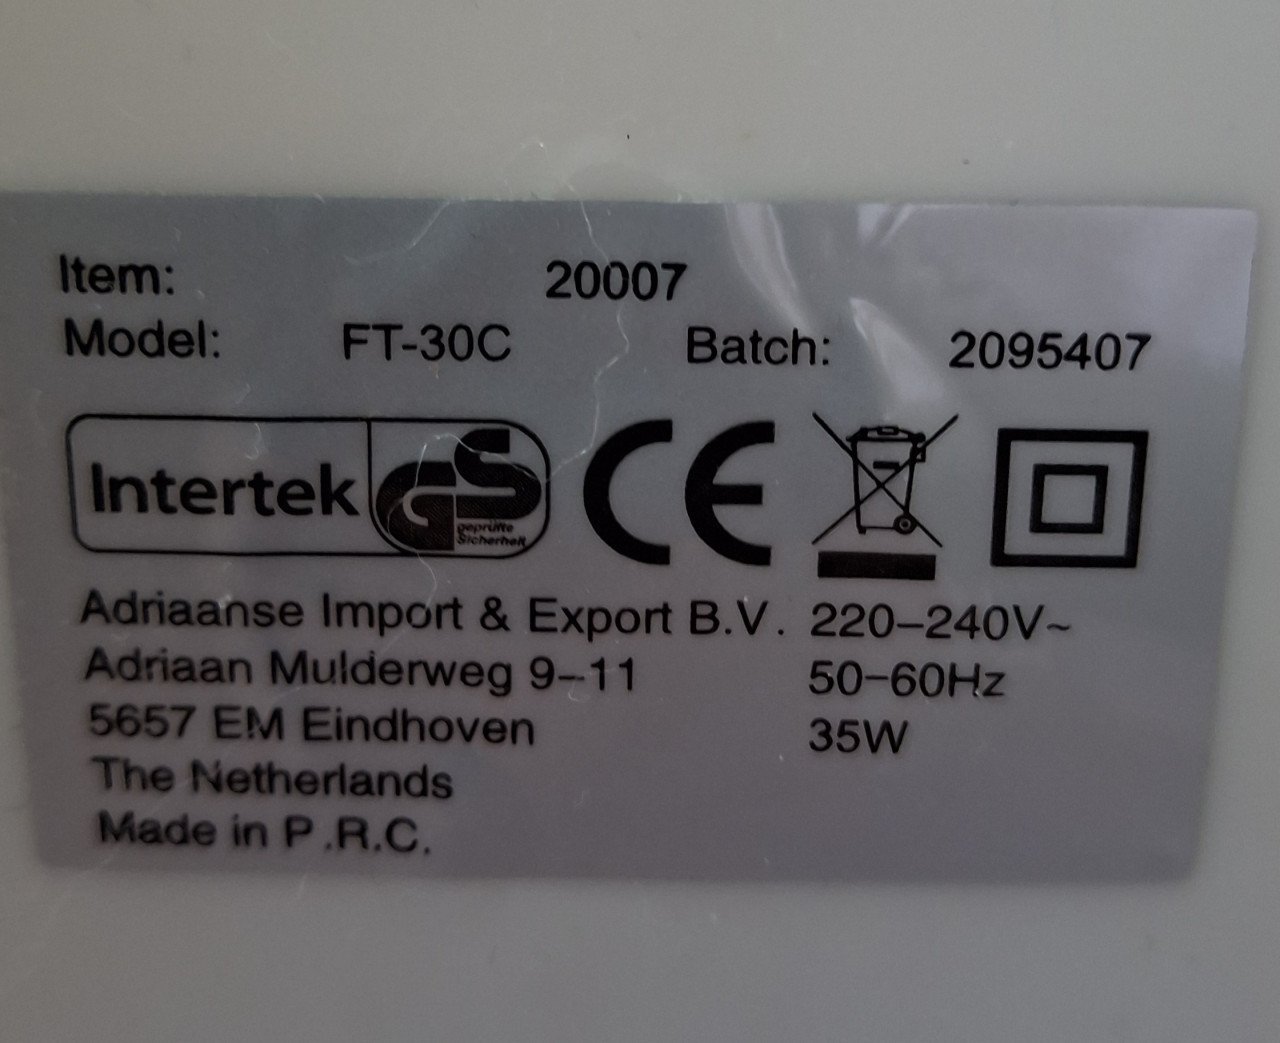 Item: 20007
Model: FT-30C Batch: 2095407
Intertek GS geprüfte Sicherheit CE
Adriaanse Import & Export B.V. 220-240V~
Adriaan Mulderweg 9-11 50-60Hz
5657 EM Eindhoven 35W
The Netherlands
Made in P.R.C.